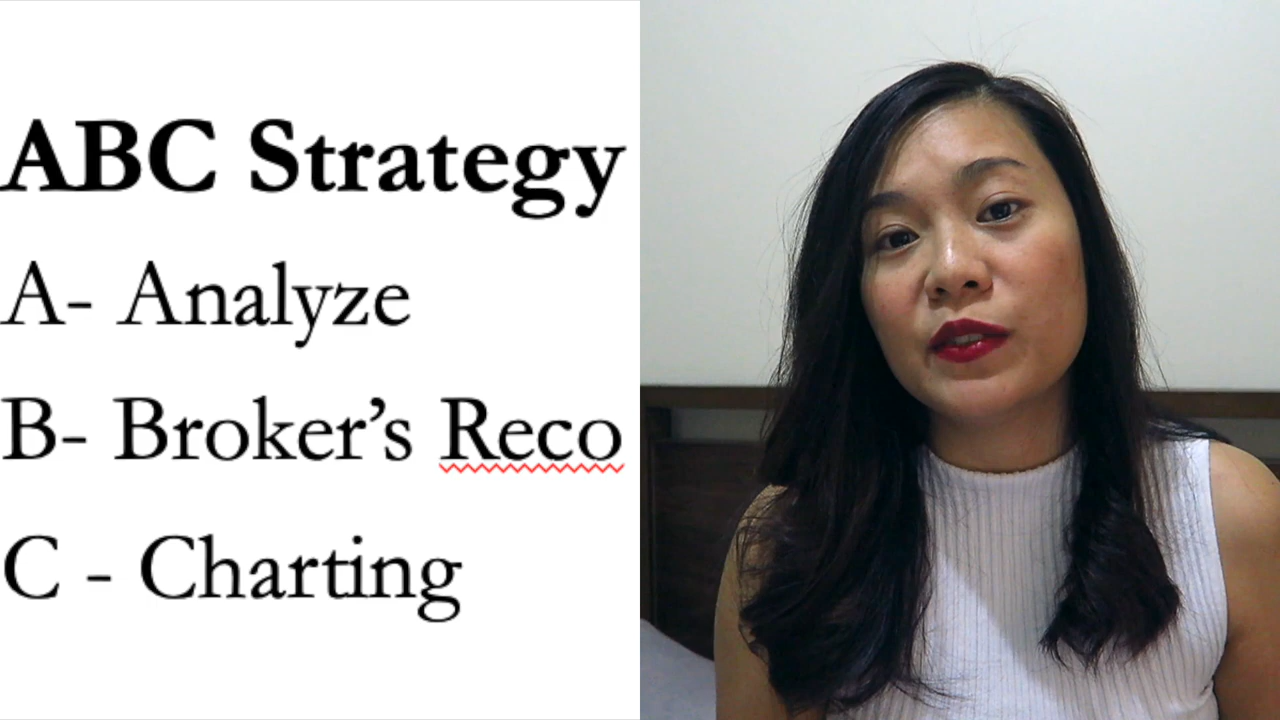 ABC Strategy
A- Analyze
B- Broker’s Reco
C - Charting